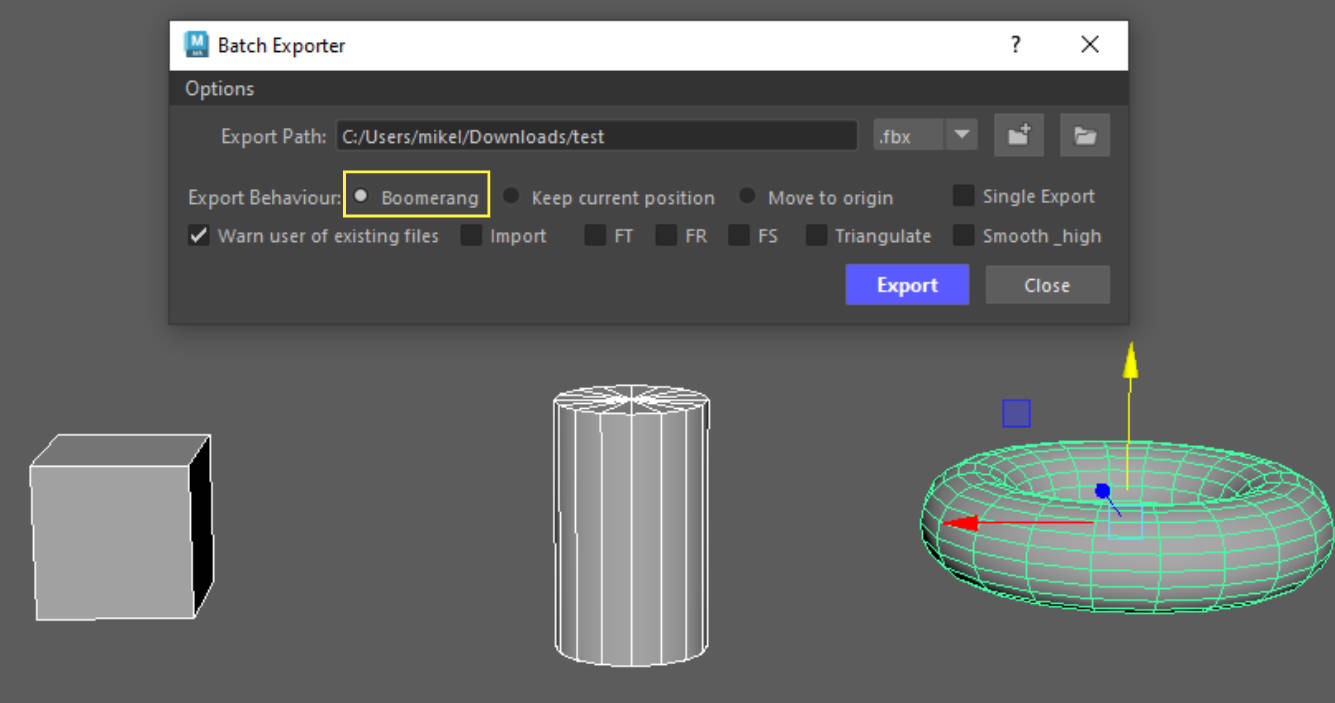 M
Batch Exporter
?
Options
Export Path: C:/Users/mikel/Downloads/test .fbx
Export Behaviour: Boomerang Keep current position Move to origin Single Export
Warn user of existing files Import FT FR FS Triangulate Smooth _high
Export Close